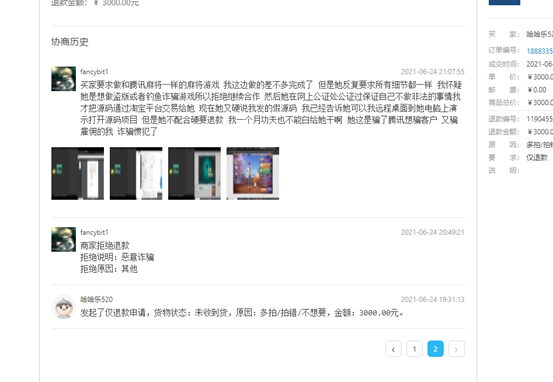 退款金额：￥ 3000.00元
协商历史
fancybit1
2021-06-24 21:07:55
买家要求做和腾讯麻将一样的麻将游戏 我这边做的差不多完成了 但是她反复要求所有细节都一样 我怀疑
她是想做盗版或者钓鱼诈骗游戏所以拒绝继续合作 然后她在网上公证处公证过保证自己不做非法的事情我
才把源码通过淘宝平台交易给她 现在她又硬说我发的源码假的 我已经告诉她可以我远程桌面到她电脑上演
示打开源码项目 但是她不配合硬要退款 我一个月功夫也不能白给她干啊 她这是骗了腾讯想骗客户 又骗
雇佣的我 诈骗惯犯了
fancybit1
2021-06-24 20:49:21
商家拒绝退款
拒绝说明：恶意诈骗
拒绝原因：其他
哈哈乐520
2021-06-24 19:31:13
发起了仅退款申请，货物状态：未收到货，原因：多拍/拍错/不想要，金额：3000.00元。
‹ 1 2 ›
买 家： 哈哈乐52
订单编号： 1888335
成交时间： 2021-06
单 价： ￥3000.0
邮 费： ￥0.00
商品总价： ￥3000.0
退款编号： 1190455
退款金额： ￥3000.0
原 因： 多拍/拍
要 求： 仅退款
说 明：